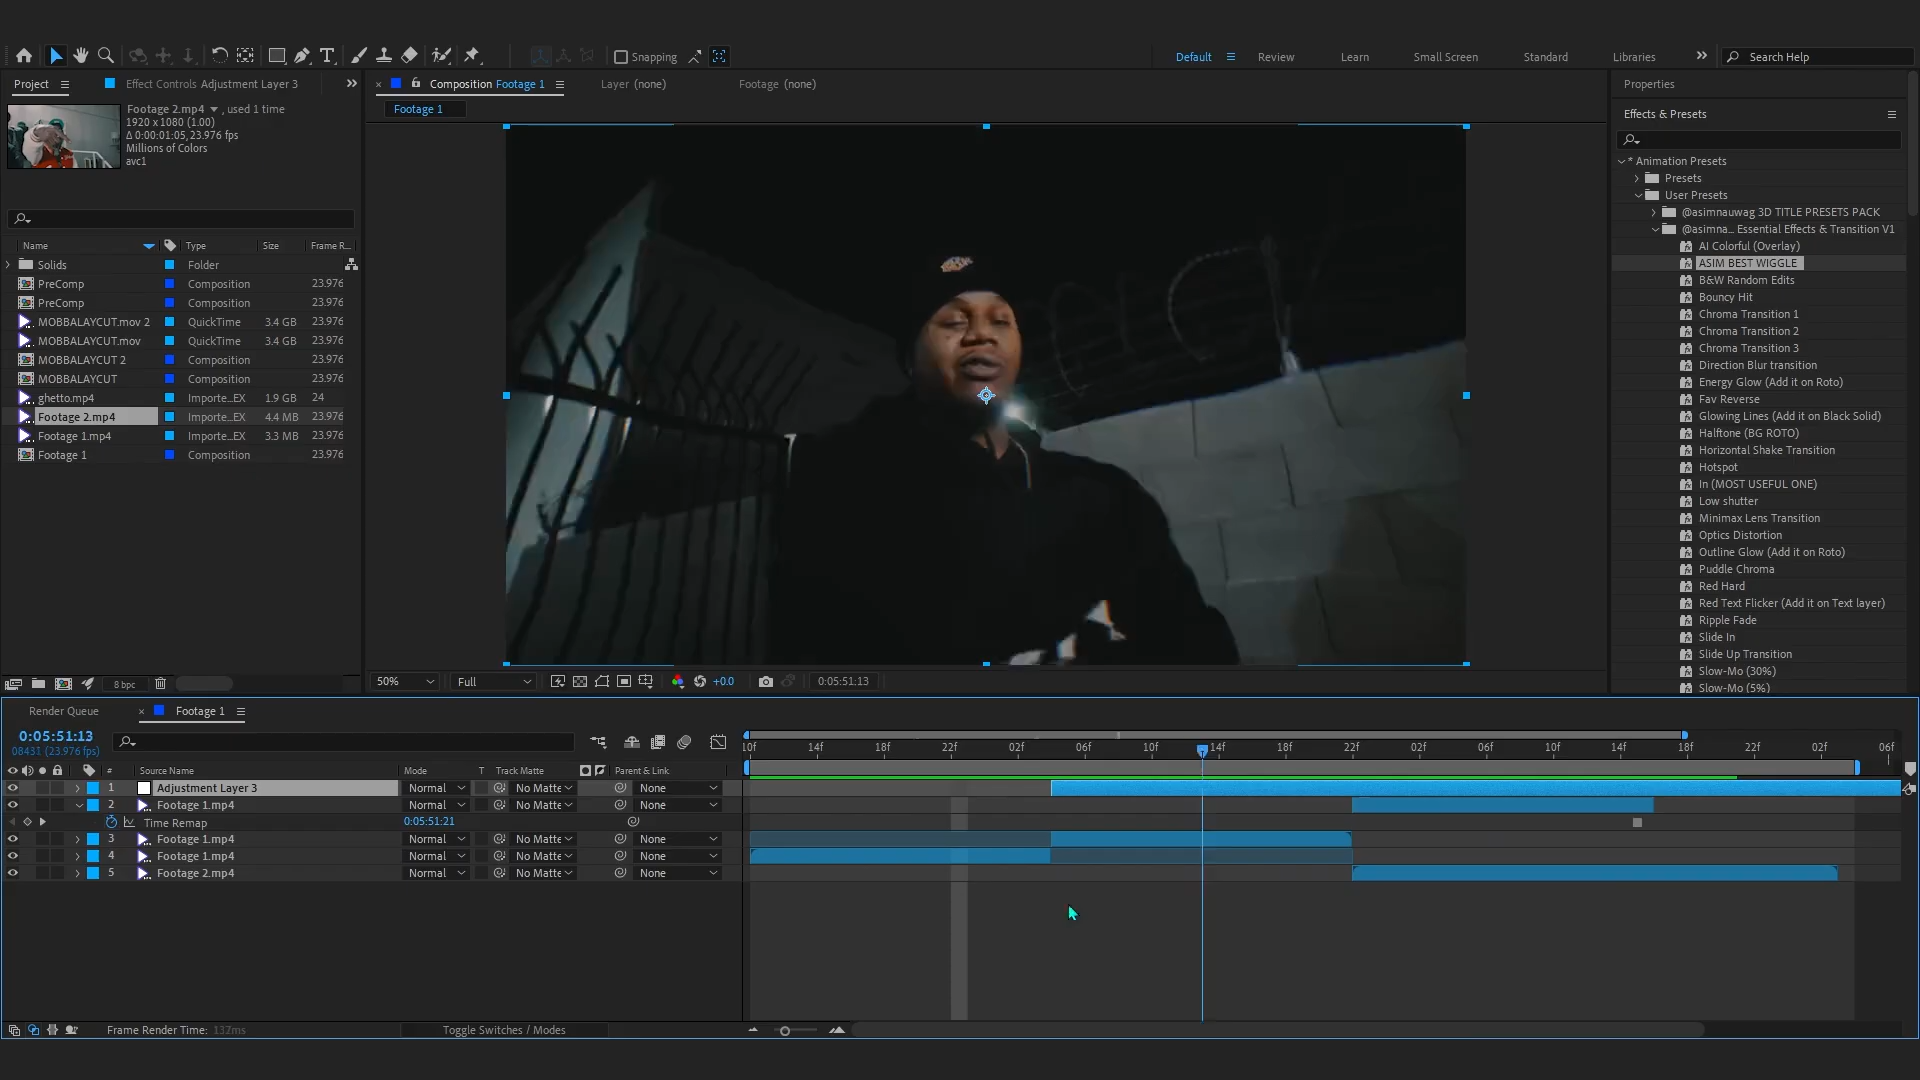 Snapping
Default
Review
Learn
Small Screen
Standard
Libraries
Search Help
Project
Effect Controls Adjustment Layer 3
Composition Footage 1
Layer (none)
Footage (none)
Properties
Footage 2.mp4 , used 1 time
1920 x 1080 (1.00)
Δ 0:00:01:05, 23.976 fps
Millions of Colors
avc1
Footage 1
Effects & Presets
* Animation Presets
Presets
User Presets
@asimnauwag 3D TITLE PRESETS PACK
@asimna... Essential Effects & Transition V1
AI Colorful (Overlay)
ASIM BEST WIGGLE
B&W Random Edits
Bouncy Hit
Chroma Transition 1
Chroma Transition 2
Chroma Transition 3
Direction Blur transition
Energy Glow (Add it on Roto)
Fav Reverse
Glowing Lines (Add it on Black Solid)
Halftone (BG ROTO)
Horizontal Shake Transition
Hotspot
In (MOST USEFUL ONE)
Low shutter
Minimax Lens Transition
Optics Distortion
Outline Glow (Add it on Roto)
Puddle Chroma
Red Hard
Red Text Flicker (Add it on Text layer)
Ripple Fade
Slide In
Slide Up Transition
Slow-Mo (30%)
Slow-Mo (5%)
Name Type Size Frame R...
Solids Folder
PreComp Composition 23.976
PreComp Composition 23.976
MOBBALAYCUT.mov 2 QuickTime 3.4 GB 23.976
MOBBALAYCUT.mov QuickTime 3.4 GB 23.976
MOBBALAYCUT 2 Composition 23.976
MOBBALAYCUT Composition 23.976
ghetto.mp4 Importe...EX 1.9 GB 24
Footage 2.mp4 Importe...EX 4.4 MB 23.976
Footage 1.mp4 Importe...EX 3.3 MB 23.976
Footage 1 Composition 23.976
8 bpc
50% Full +0.0 0:05:51:13
Render Queue
Footage 1
0:05:51:13
08431 (23.976 fps)
10f 14f 18f 22f 02f 06f 10f 14f 18f 22f 02f 06f 10f 14f 18f 22f 02f 06f
# Source Name Mode T Track Matte Parent & Link
1 Adjustment Layer 3 Normal No Matte None
2 Footage 1.mp4 Normal No Matte None
Time Remap 0:05:51:21
3 Footage 1.mp4 Normal No Matte None
4 Footage 1.mp4 Normal No Matte None
5 Footage 2.mp4 Normal No Matte None
Frame Render Time: 132ms
Toggle Switches / Modes